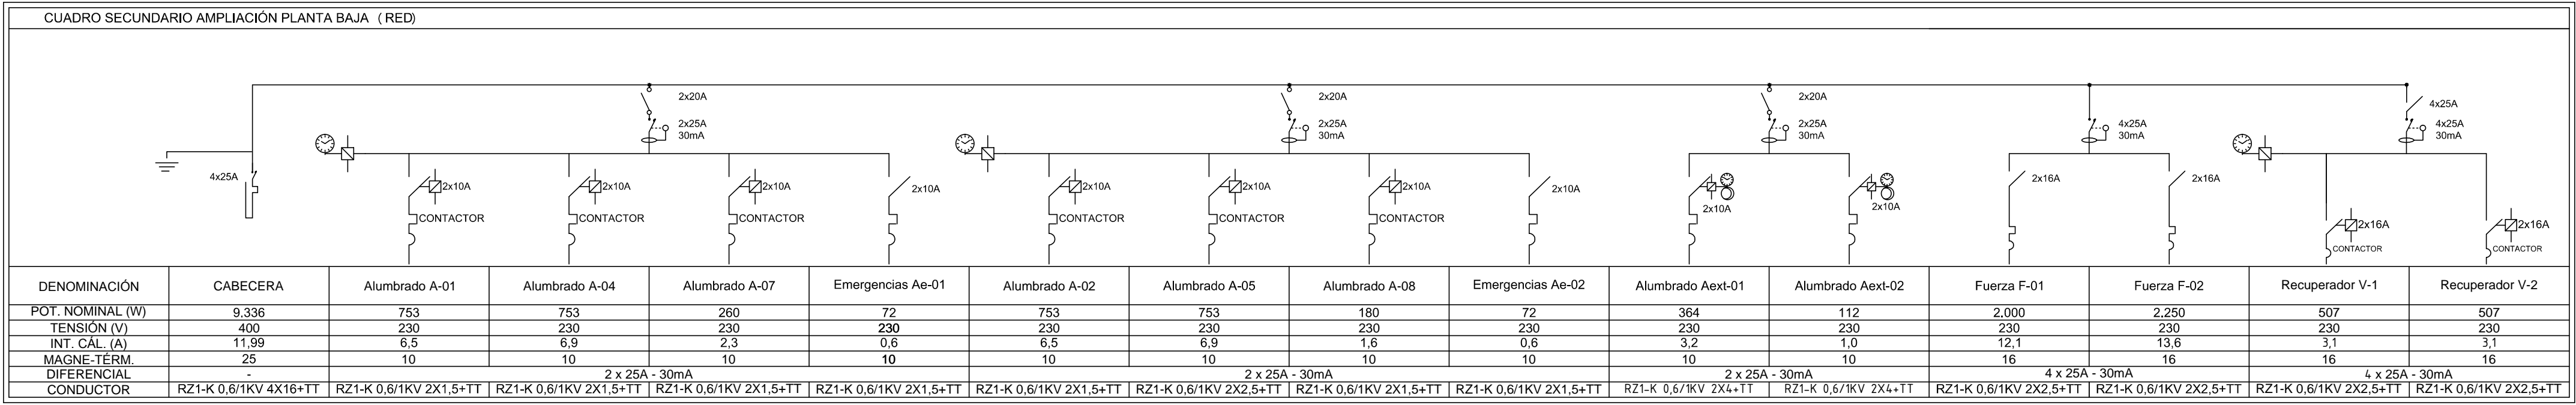 CUADRO SECUNDARIO AMPLIACIÓN PLANTA BAJA ( RED)
2x20A 2x20A 2x20A 4x25A
2x25A 2x25A 2x25A 4x25A 4x25A
30mA 30mA 30mA 30mA 30mA
4x25A 2x10A 2x10A 2x10A 2x10A 2x10A 2x10A 2x10A 2x10A 2x10A 2x10A 2x16A 2x16A 2x16A 2x16A
CONTACTOR CONTACTOR CONTACTOR CONTACTOR CONTACTOR CONTACTOR CONTACTOR CONTACTOR
DENOMINACIÓN CABECERA Alumbrado A-01 Alumbrado A-04 Alumbrado A-07 Emergencias Ae-01 Alumbrado A-02 Alumbrado A-05 Alumbrado A-08 Emergencias Ae-02 Alumbrado Aext-01 Alumbrado Aext-02 Fuerza F-01 Fuerza F-02 Recuperador V-1 Recuperador V-2
POT. NOMINAL (W) 9.336 753 753 260 72 753 753 180 72 364 112 2.000 2.250 507 507
TENSIÓN (V) 400 230 230 230 230 230 230 230 230 230 230 230 230 230 230
INT. CÁL. (A) 11,99 6,5 6,9 2,3 0,6 6,5 6,9 1,6 0,6 3,2 1,0 12,1 13,6 3,1 3,1
MAGNE-TÉRM. 25 10 10 10 10 10 10 10 10 10 10 16 16 16 16
DIFERENCIAL - 2 x 25A - 30mA 2 x 25A - 30mA 2 x 25A - 30mA 4 x 25A - 30mA 4 x 25A - 30mA
CONDUCTOR RZ1-K 0,6/1KV 4X16+TT RZ1-K 0,6/1KV 2X1,5+TT RZ1-K 0,6/1KV 2X1,5+TT RZ1-K 0,6/1KV 2X1,5+TT RZ1-K 0,6/1KV 2X1,5+TT RZ1-K 0,6/1KV 2X1,5+TT RZ1-K 0,6/1KV 2X1,5+TT RZ1-K 0,6/1KV 2X1,5+TT RZ1-K 0,6/1KV 2X1,5+TT RZ1-K 0,6/1KV 2X4+TT RZ1-K 0,6/1KV 2X4+TT RZ1-K 0,6/1KV 2X2,5+TT RZ1-K 0,6/1KV 2X2,5+TT RZ1-K 0,6/1KV 2X2,5+TT RZ1-K 0,6/1KV 2X2,5+TT